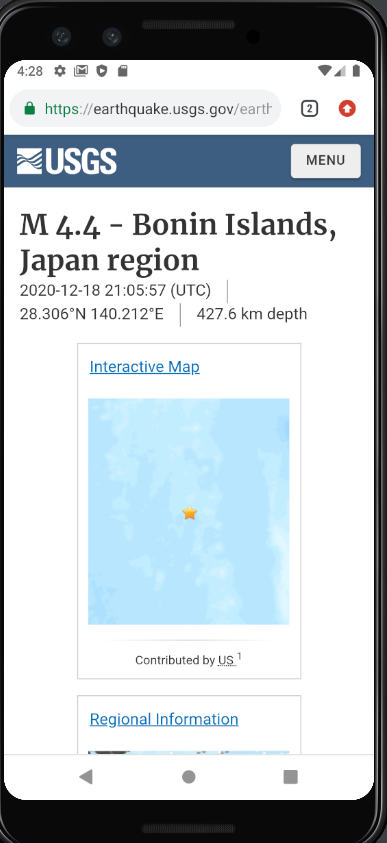 4:28
https://earthquake.usgs.gov/earth
2
USGS
MENU
M 4.4 - Bonin Islands,
Japan region
2020-12-18 21:05:57 (UTC)
28.306°N 140.212°E
427.6 km depth
Interactive Map
Contributed by US 1
Regional Information